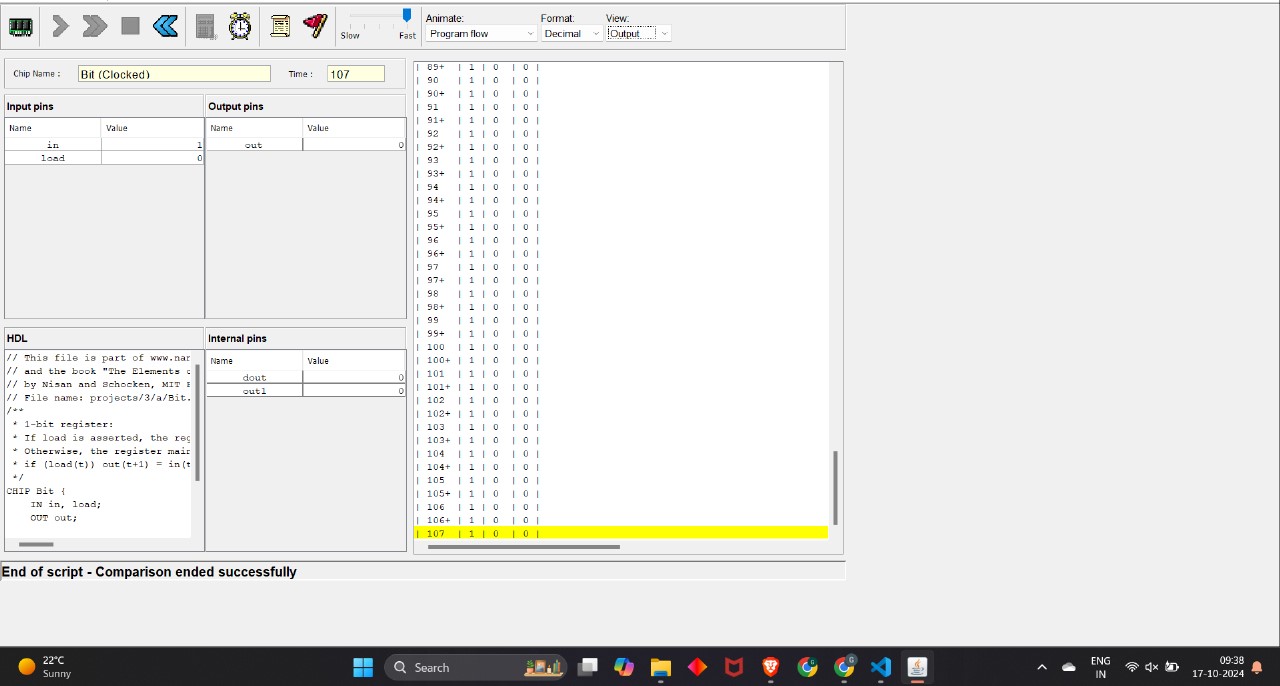 Slow Fast
Animate: Format: View:
Program flow Decimal Output
Chip Name : Bit (Clocked) Time : 107
Input pins
Name Value
in 1
load 0
Output pins
Name Value
out 0
HDL
// This file is part of www.nan
// and the book "The Elements o
// by Nisan and Schocken, MIT P
// File name: projects/3/a/Bit.
/**
* 1-bit register:
* If load is asserted, the reg
* Otherwise, the register main
* if (load(t)) out(t+1) = in(t
*/
CHIP Bit {
IN in, load;
OUT out;
Internal pins
Name Value
dout 0
out1 0
| 89+ | 1 | 0 | 0 |
| 90 | 1 | 0 | 0 |
| 90+ | 1 | 0 | 0 |
| 91 | 1 | 0 | 0 |
| 91+ | 1 | 0 | 0 |
| 92 | 1 | 0 | 0 |
| 92+ | 1 | 0 | 0 |
| 93 | 1 | 0 | 0 |
| 93+ | 1 | 0 | 0 |
| 94 | 1 | 0 | 0 |
| 94+ | 1 | 0 | 0 |
| 95 | 1 | 0 | 0 |
| 95+ | 1 | 0 | 0 |
| 96 | 1 | 0 | 0 |
| 96+ | 1 | 0 | 0 |
| 97 | 1 | 0 | 0 |
| 97+ | 1 | 0 | 0 |
| 98 | 1 | 0 | 0 |
| 98+ | 1 | 0 | 0 |
| 99 | 1 | 0 | 0 |
| 99+ | 1 | 0 | 0 |
| 100 | 1 | 0 | 0 |
| 100+ | 1 | 0 | 0 |
| 101 | 1 | 0 | 0 |
| 101+ | 1 | 0 | 0 |
| 102 | 1 | 0 | 0 |
| 102+ | 1 | 0 | 0 |
| 103 | 1 | 0 | 0 |
| 103+ | 1 | 0 | 0 |
| 104 | 1 | 0 | 0 |
| 104+ | 1 | 0 | 0 |
| 105 | 1 | 0 | 0 |
| 105+ | 1 | 0 | 0 |
| 106 | 1 | 0 | 0 |
| 106+ | 1 | 0 | 0 |
| 107 | 1 | 0 | 0 |
End of script - Comparison ended successfully
22°C
Sunny
Search
ENG
IN
09:38
17-10-2024